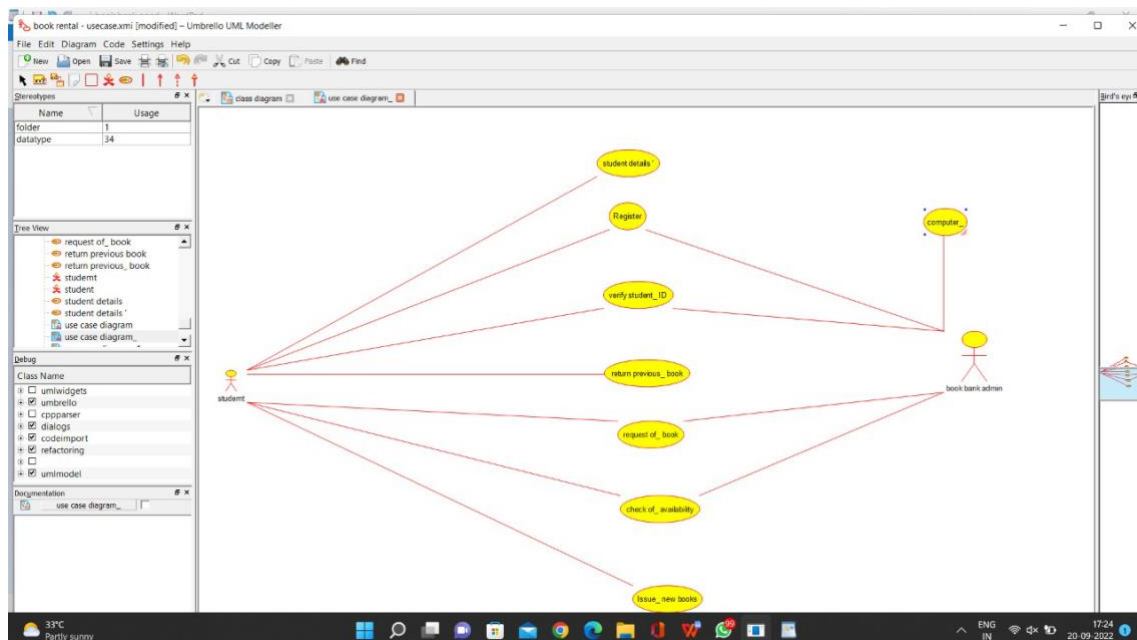 book rental - usecase.xmi [modified] – Umbrello UML Modeller
File Edit Diagram Code Settings Help
New Open Save Cut Copy Paste Find
Stereotypes
class diagram use case diagram_
Bird's eye
Name Usage
folder 1
datatype 34
Tree View
request of_ book
return previous book
return previous_ book
studemt
student
student details
student details '
use case diagram
use case diagram_
Debug
Class Name
umlwidgets
umbrello
cppparser
dialogs
codeimport
refactoring
umlmodel
Documentation
use case diagram_
student details '
Register
computer_
verify student_ ID
return previous_ book
studemt
book bank admin
request of_ book
check of_ availability
Issue_ new books
33°C
Partly sunny
99
ENG
IN
17:24
20-09-2022
1